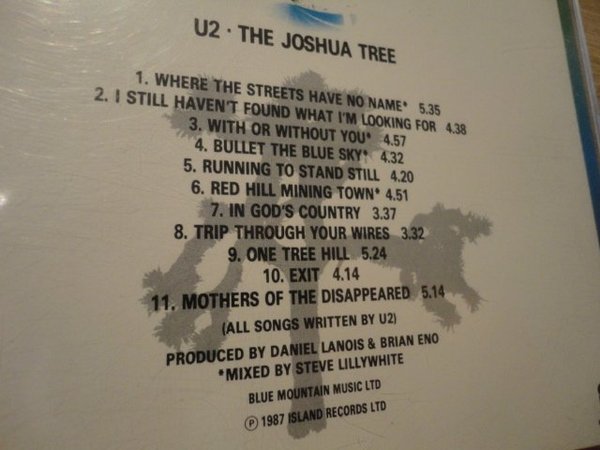 U2 · THE JOSHUA TREE
1. WHERE THE STREETS HAVE NO NAME* 5.35
2. I STILL HAVEN'T FOUND WHAT I'M LOOKING FOR 4.38
3. WITH OR WITHOUT YOU* 4.57
4. BULLET THE BLUE SKY* 4.32
5. RUNNING TO STAND STILL 4.20
6. RED HILL MINING TOWN* 4.51
7. IN GOD'S COUNTRY 3.37
8. TRIP THROUGH YOUR WIRES 3.32
9. ONE TREE HILL 5.24
10. EXIT 4.14
11. MOTHERS OF THE DISAPPEARED 5.14
(ALL SONGS WRITTEN BY U2)
PRODUCED BY DANIEL LANOIS & BRIAN ENO
*MIXED BY STEVE LILLYWHITE
BLUE MOUNTAIN MUSIC LTD
℗ 1987 ISLAND RECORDS LTD